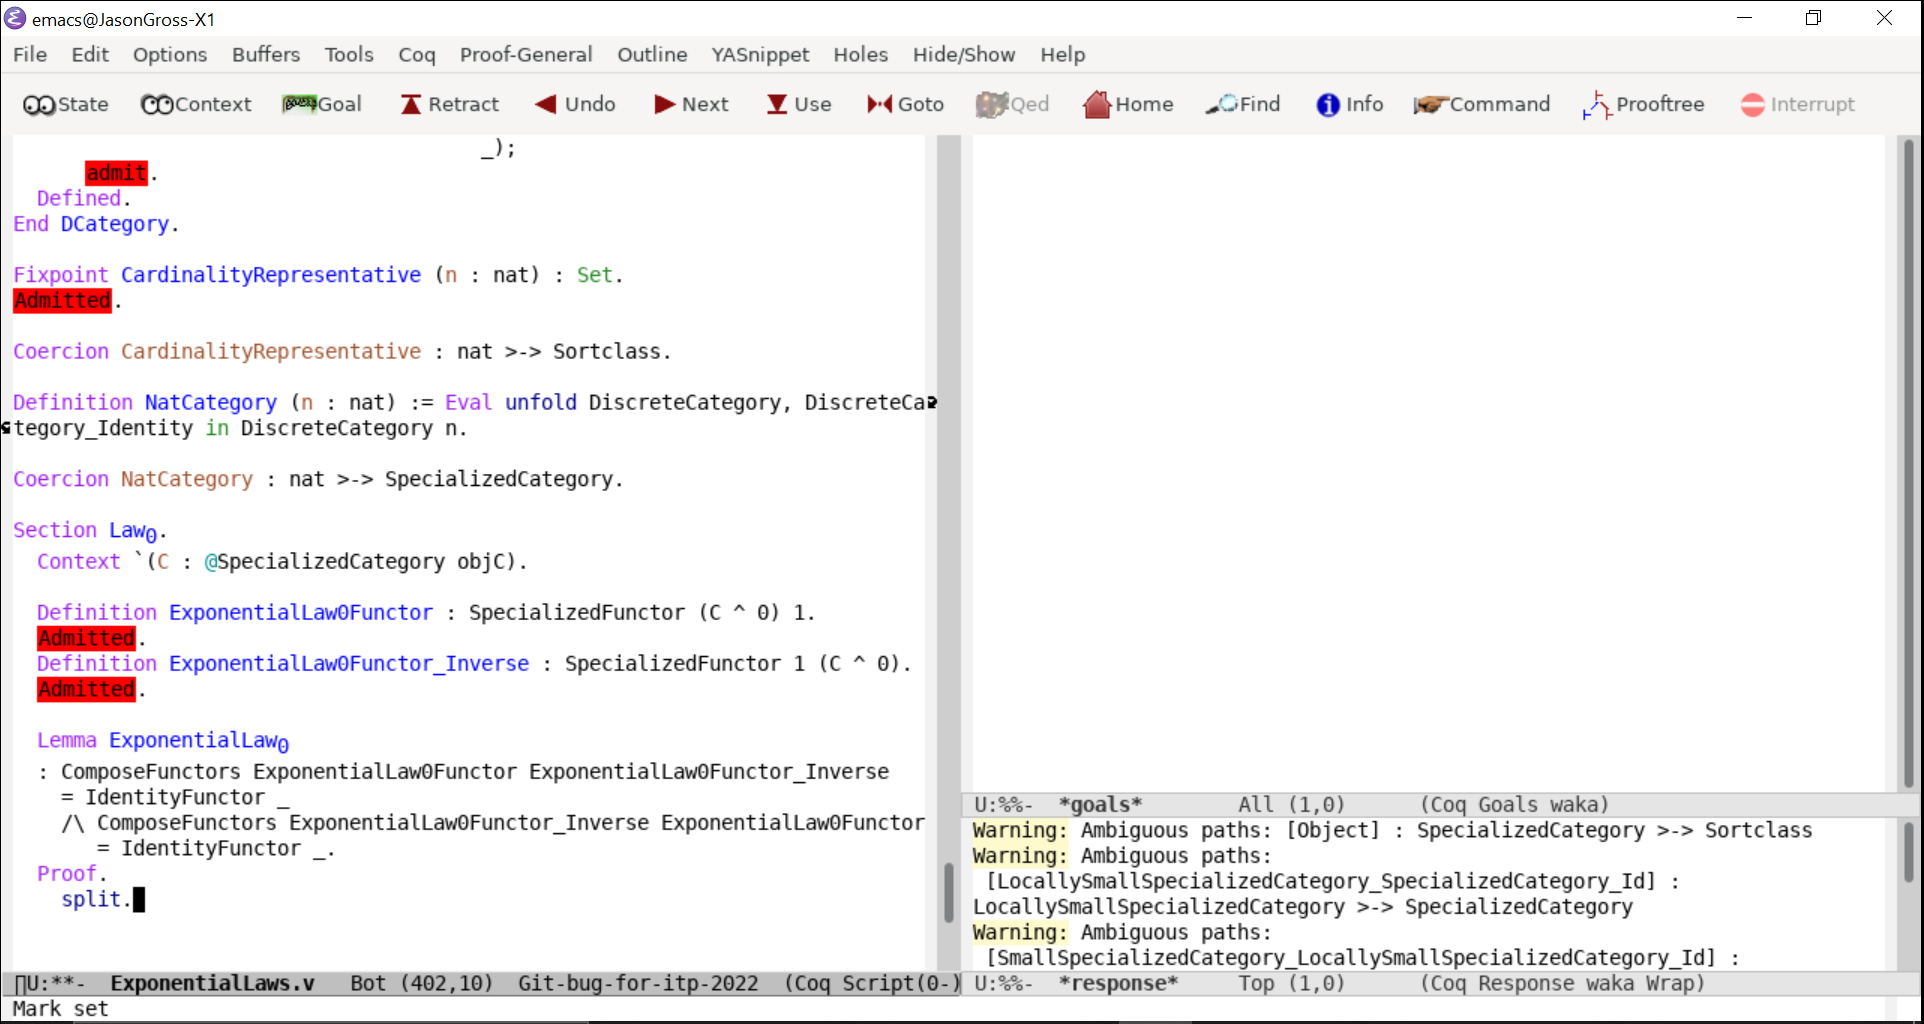 emacs@JasonGross-X1
File Edit Options Buffers Tools Coq Proof-General Outline YASnippet Holes Hide/Show Help
State Context Goal Retract Next Undo Use Goto Qed Home Find Info Command Prooftree Interrupt
_);
admit.
Defined.
End DCategory.
Fixpoint CardinalityRepresentative (n : nat) : Set.
Admitted.
Coercion CardinalityRepresentative : nat >-> Sortclass.
Definition NatCategory (n : nat) := Eval unfold DiscreteCategory, DiscreteCa
tegory_Identity in DiscreteCategory n.
Coercion NatCategory : nat >-> SpecializedCategory.
Section Law0.
Context `(C : @SpecializedCategory objC).
Definition ExponentialLaw0Functor : SpecializedFunctor (C ^ 0) 1.
Admitted.
Definition ExponentialLaw0Functor_Inverse : SpecializedFunctor 1 (C ^ 0).
Admitted.
Lemma ExponentialLaw0
: ComposeFunctors ExponentialLaw0Functor ExponentialLaw0Functor_Inverse
= IdentityFunctor _
/\ ComposeFunctors ExponentialLaw0Functor_Inverse ExponentialLaw0Functor
= IdentityFunctor _.
Proof.
split.
U:**- ExponentialLaws.v Bot (402,10) Git-bug-for-itp-2022 (Coq Script(0-)
Mark set
U:%%- *goals* All (1,0) (Coq Goals waka)
Warning: Ambiguous paths: [Object] : SpecializedCategory >-> Sortclass
Warning: Ambiguous paths:
[LocallySmallSpecializedCategory_SpecializedCategory_Id] :
LocallySmallSpecializedCategory >-> SpecializedCategory
Warning: Ambiguous paths:
[SmallSpecializedCategory_LocallySmallSpecializedCategory_Id] :
U:%%- *response* Top (1,0) (Coq Response waka Wrap)